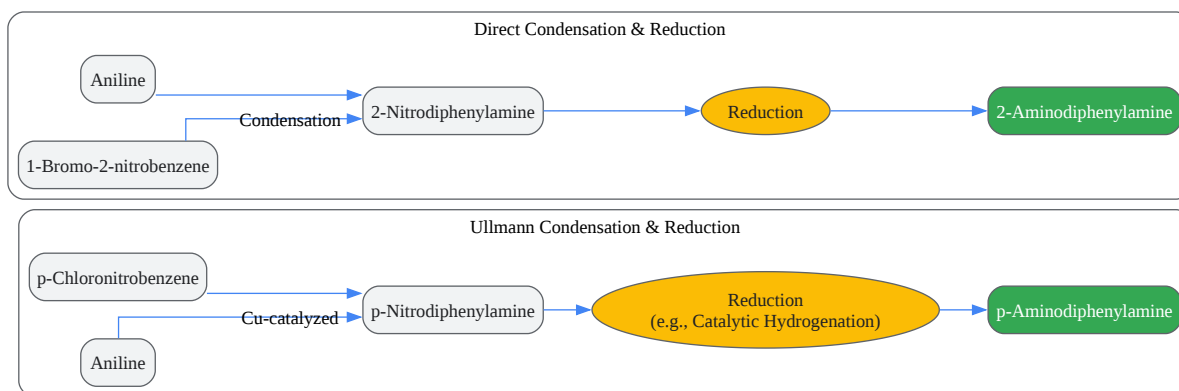 Direct Condensation & Reduction
Aniline
Condensation
2-Nitrodiphenylamine
Reduction
2-Aminodiphenylamine
1-Bromo-2-nitrobenzene
Ullmann Condensation & Reduction
p-Chloronitrobenzene
Cu-catalyzed
p-Nitrodiphenylamine
Reduction
(e.g., Catalytic Hydrogenation)
p-Aminodiphenylamine
Aniline